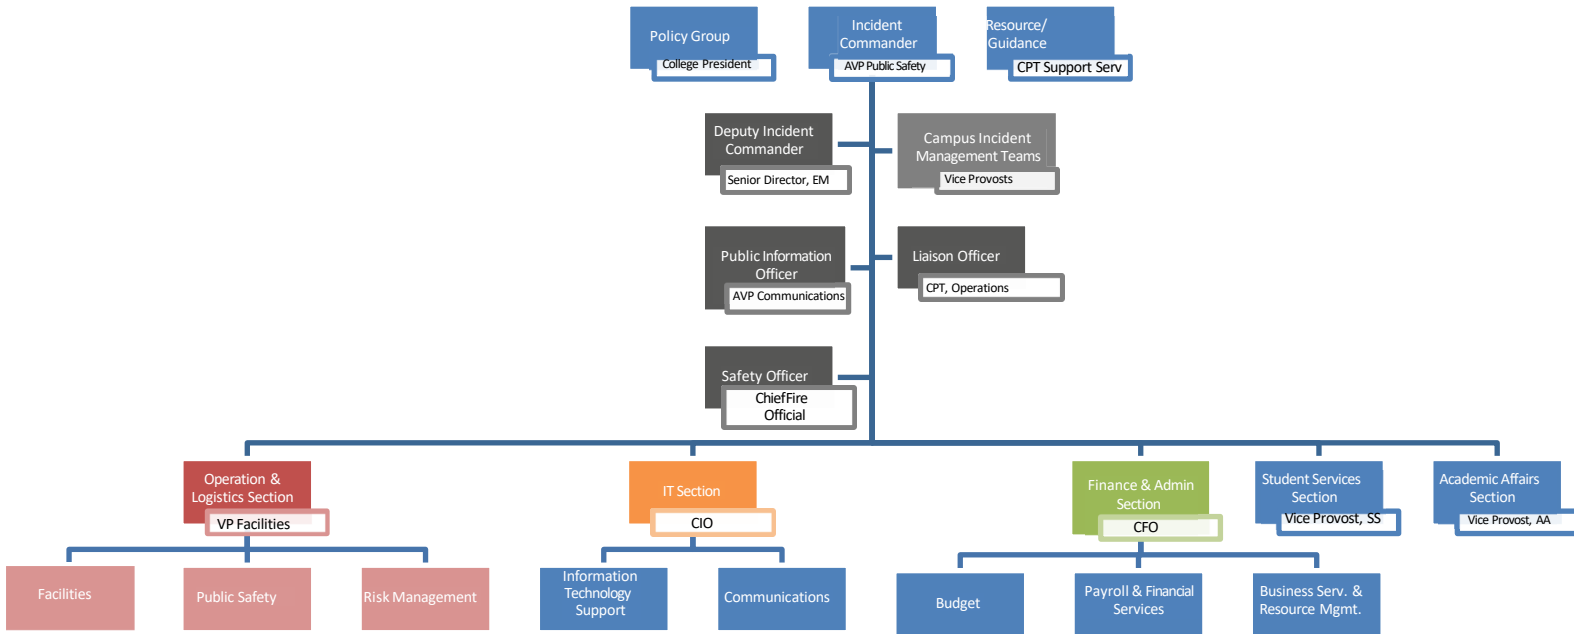 Policy Group
College President
Incident
Commander
AVP Public Safety
Resource/
Guidance
CPT Support Serv
Deputy Incident
Commander
Senior Director, EM
Campus Incident
Management Teams
Vice Provosts
Public Information
Officer
AVP Communications
Liaison Officer
CPT, Operations
Safety Officer
Chief Fire
Official
Operation &
Logistics Section
VP Facilities
IT Section
CIO
Finance & Admin
Section
CFO
Student Services
Section
Vice Provost, SS
Academic Affairs
Section
Vice Provost, AA
Facilities
Public Safety
Risk Management
Information
Technology
Support
Communications
Budget
Payroll & Financial
Services
Business Serv. &
Resource Mgmt.